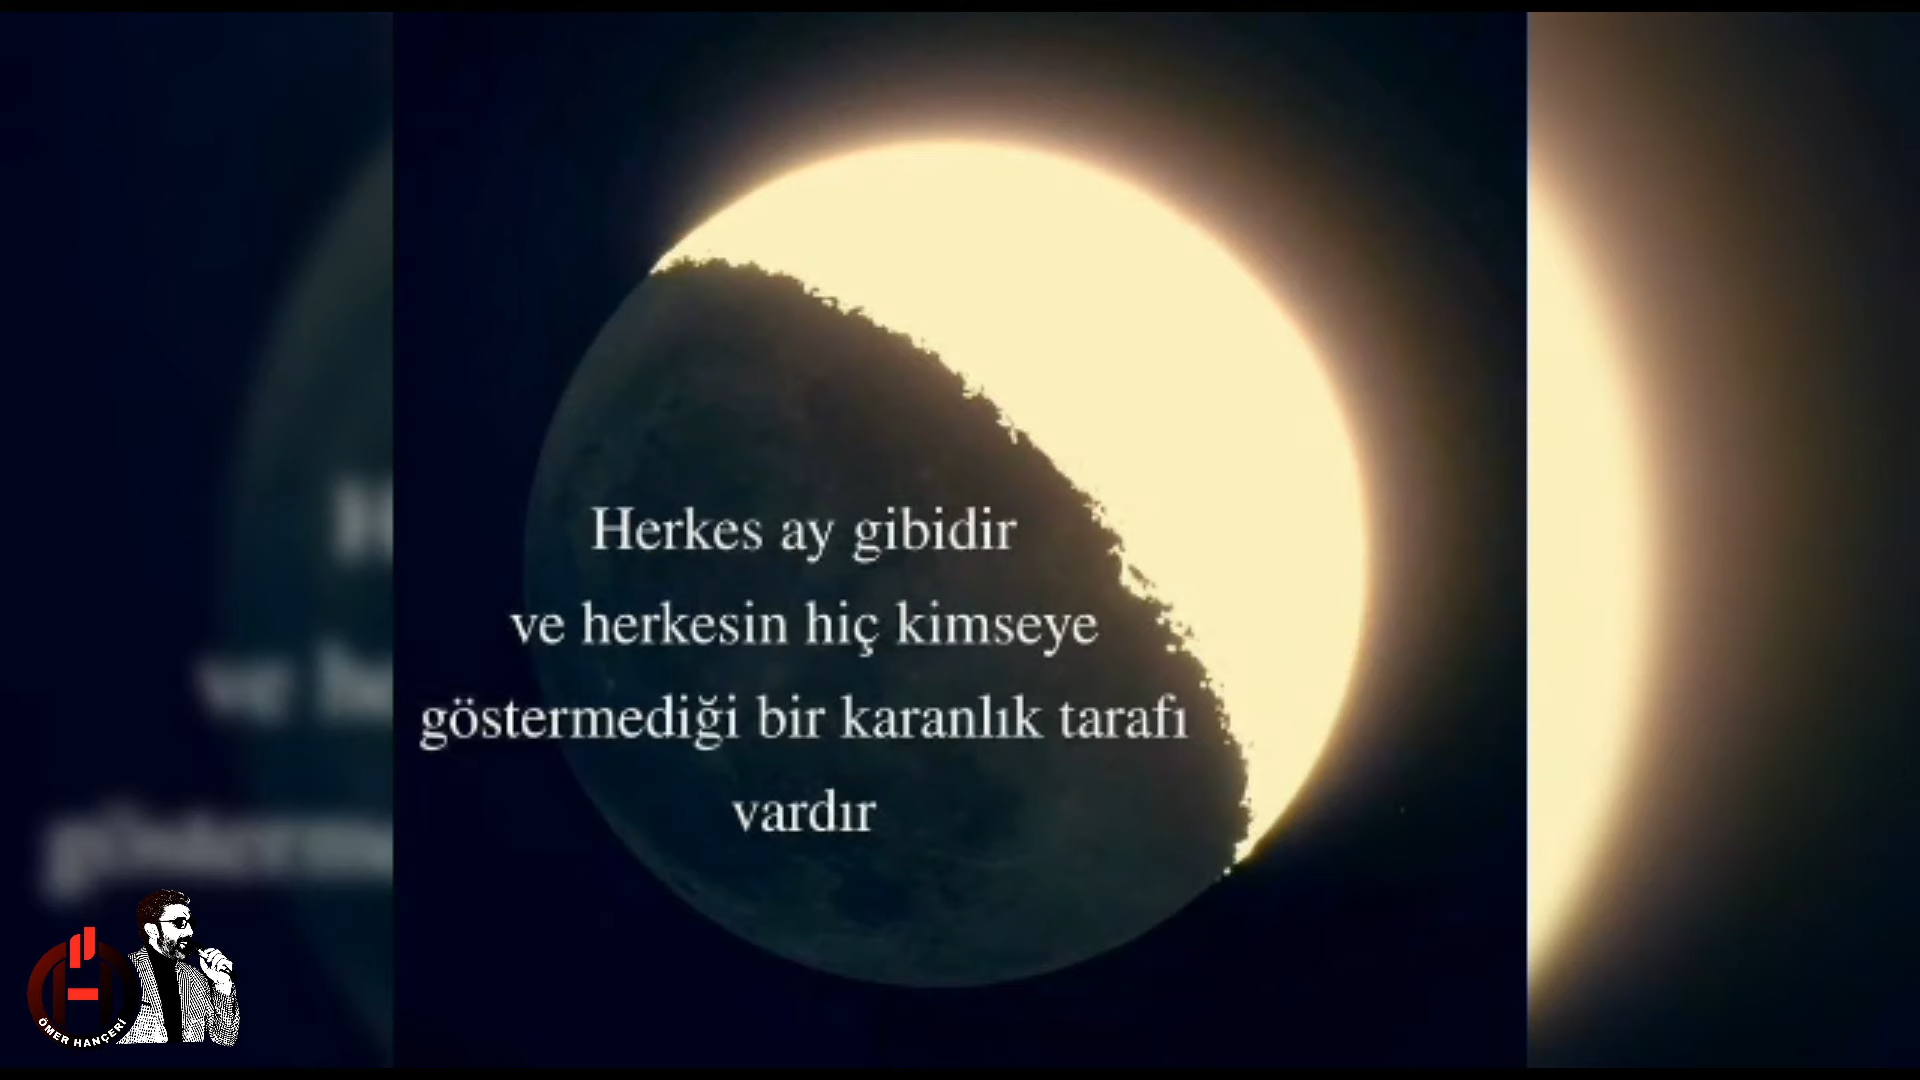 Herkes ay gibidir
ve herkesin hiç kimseye
göstermediği bir karanlık tarafı
vardır
ÖMER HANÇERİ